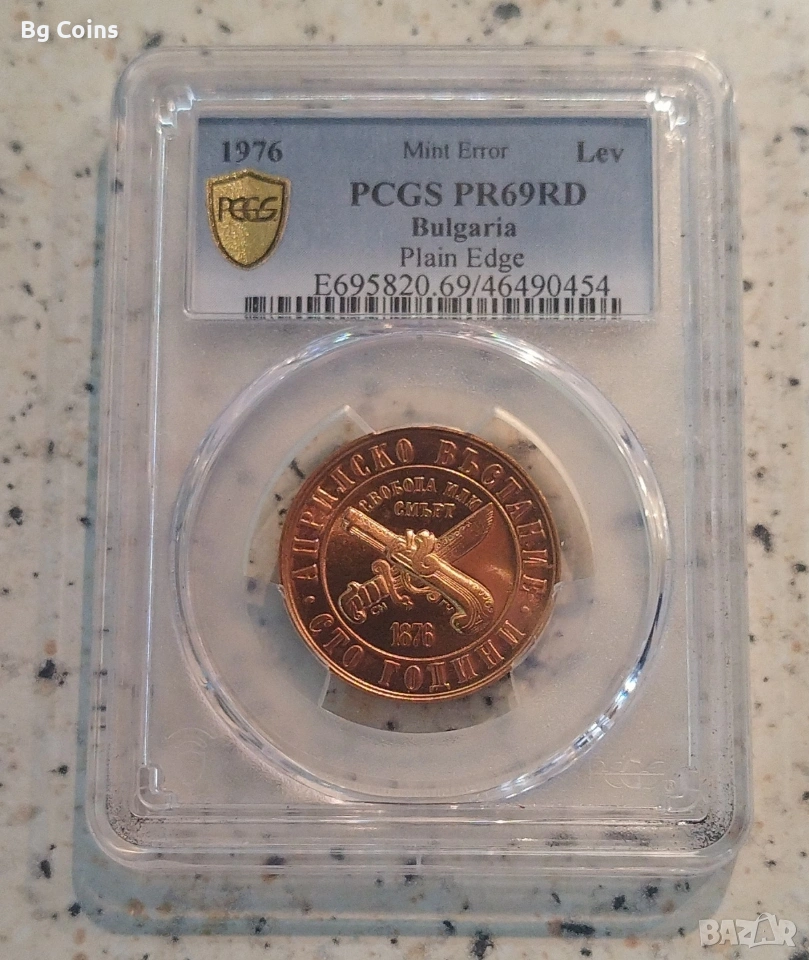 Bg Coins
1976 Mint Error Lev
PCGS PR69RD
Bulgaria
Plain Edge
E695820.69/46490454
PCGS
АПРИЛСКО ВЪСТАНИЕ
СВОБОДА ИЛИ
СМЪРТ
1876
· СТО ГОДИНИ ·
BAZAR